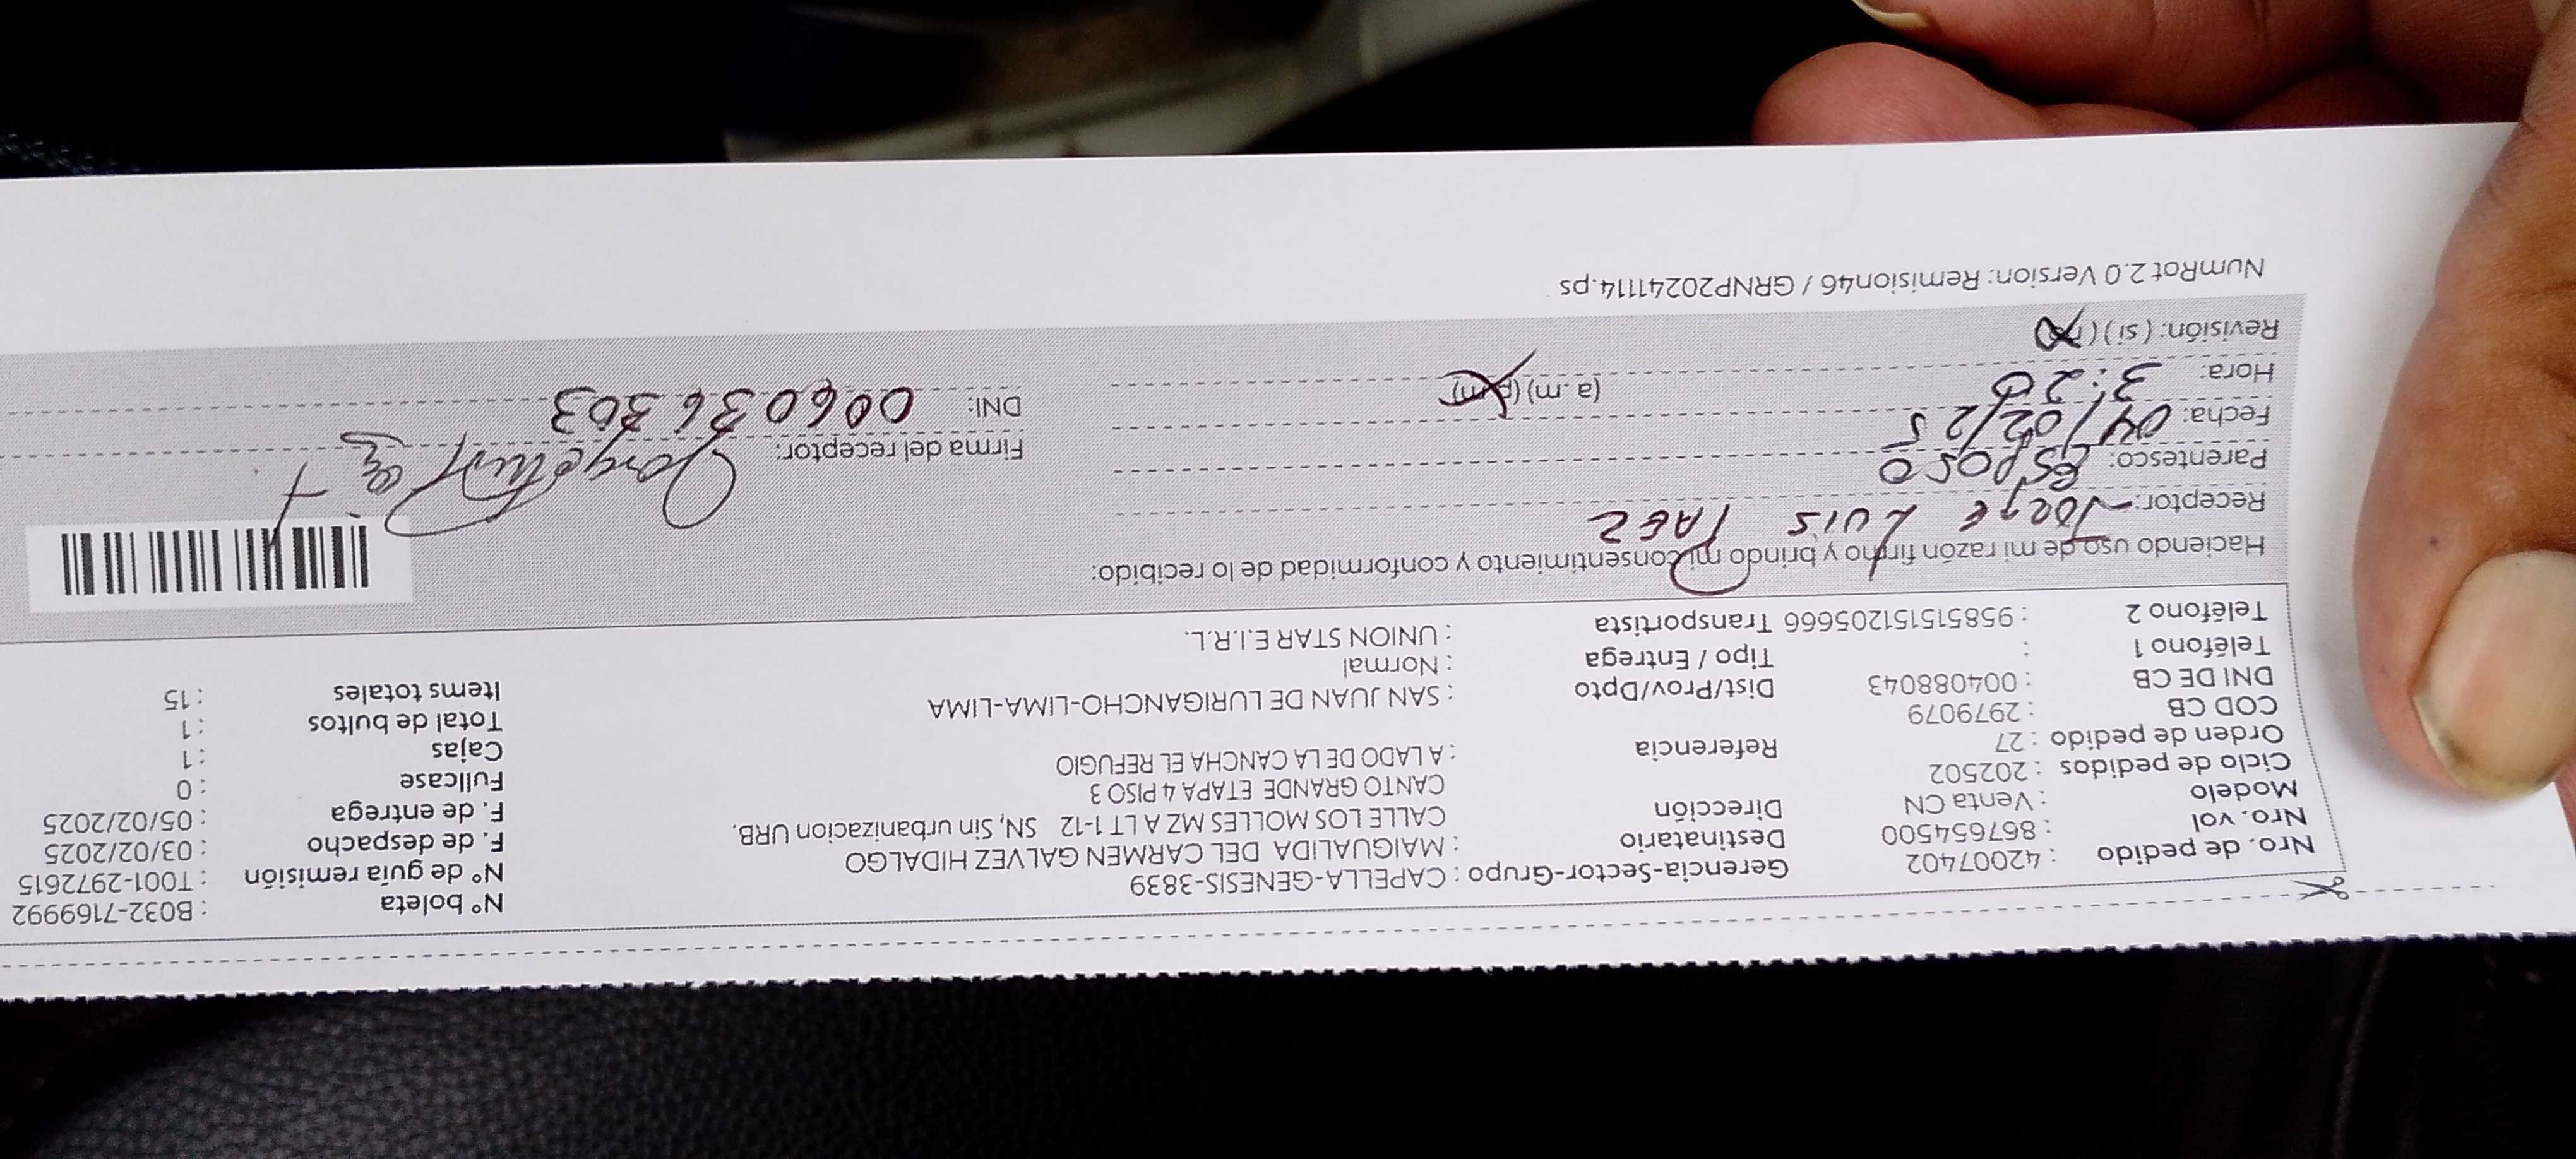 Nro. de pedido : 42007402 Gerencia-Sector-Grupo : CAPELLA-GENESIS-3839 N° boleta : B032-7169992
Nro. vol : 867654500 Destinatario : MAIGUALIDA DEL CARMEN GALVEZ HIDALGO N° de guía remisión : T001-2972615
Modelo : Venta CN Dirección CALLE LOS MOLLES MZ A LT 1-12 SN, Sin urbanizacion URB. F. de despacho : 03/02/2025
Ciclo de pedidos : 202502 CANTO GRANDE ETAPA 4 PISO 3 F. de entrega : 05/02/2025
Orden de pedido : 27 Referencia : A LADO DE LA CANCHA EL REFUGIO Fullcase : 0
COD CB : 2979079 Cajas : 1
DNI DE CB : 004088043 Dist/Prov/Dpto : SAN JUAN DE LURIGANCHO-LIMA-LIMA Total de bultos : 1
Teléfono 1 : Tipo / Entrega : Normal Items totales : 15
Teléfono 2 : 9585151512056​66 Transportista : UNION STAR E.I.R.L.
Haciendo uso de mi razón firmo y brindo mi consentimiento y conformidad de lo recibido:
Receptor: Jorge Luis PAEZ
Parentesco: Esposo Firma del receptor:
Fecha: 04/02/25 DNI: 006036303
Hora: 3:20 (a.m) (p.m)
Revisión: (si) (no)
NumRot 2.0 Version: Remision46 / GRNP20241114.ps